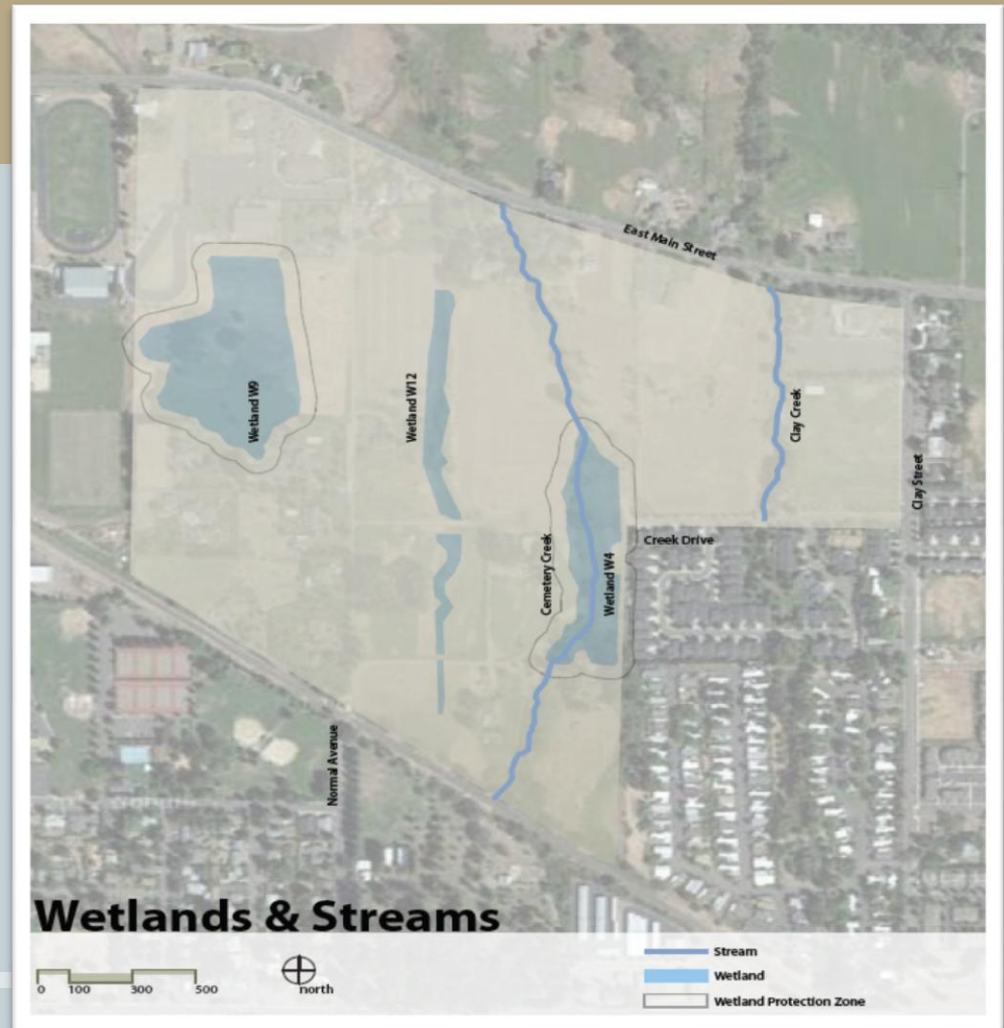 East Main Street
Wetland W9
Wetland W12
Clay Creek
Clay Street
Creek Drive
Cemetery Creek
Wetland W4
Normal Avenue
Wetlands & Streams
0 100 300 500
north
Stream
Wetland
Wetland Protection Zone